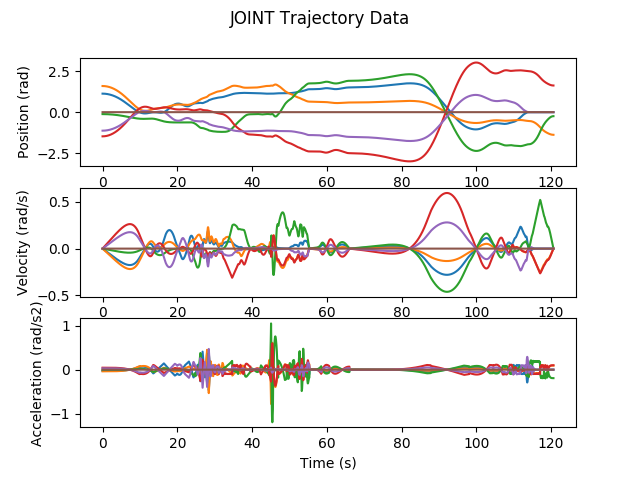 JOINT Trajectory Data
Position (rad)
2.5
0.0
−2.5
0 20 40 60 80 100 120
Velocity (rad/s)
0.5
0.0
−0.5
0 20 40 60 80 100 120
Acceleration (rad/s2)
1
0
−1
0 20 40 60 80 100 120
Time (s)